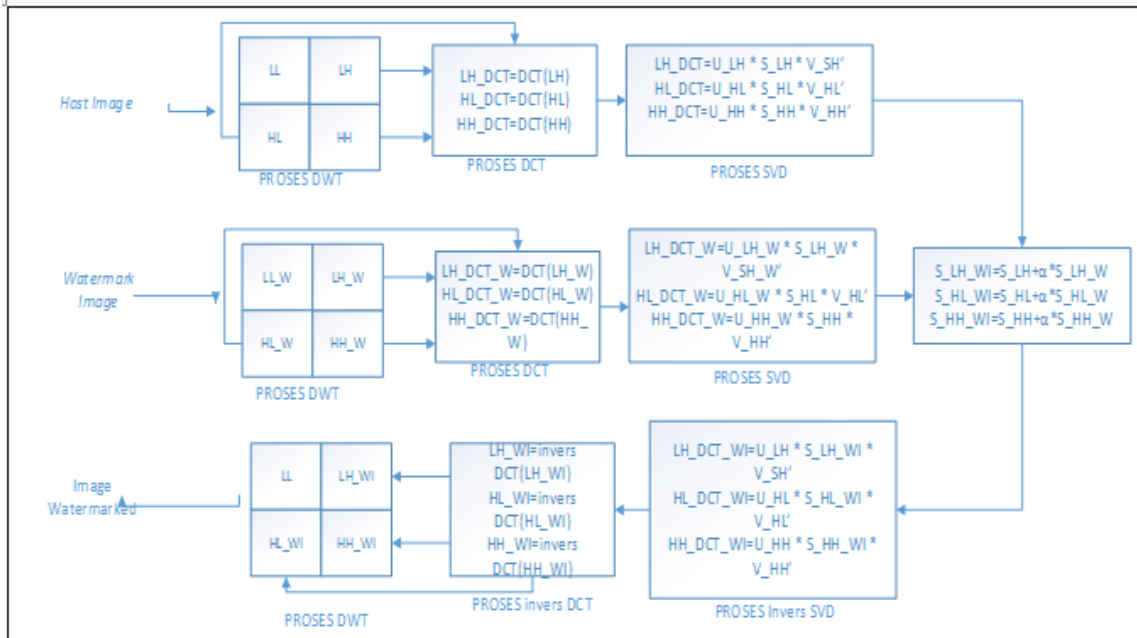 Host Image
LL
LH
HL
HH
PROSES DWT
LH_DCT=DCT(LH)
HL_DCT=DCT(HL)
HH_DCT=DCT(HH)
PROSES DCT
LH_DCT=U_LH * S_LH * V_SH’
HL_DCT=U_HL * S_HL * V_HL’
HH_DCT=U_HH * S_HH * V_HH’
PROSES SVD
Watermark
Image
LL_W
LH_W
HL_W
HH_W
PROSES DWT
LH_DCT_W=DCT(LH_W)
HL_DCT_W=DCT(HL_W)
HH_DCT_W=DCT(HH_
W)
PROSES DCT
LH_DCT_W=U_LH_W * S_LH_W *
V_SH_W’
HL_DCT_W=U_HL_W * S_HL * V_HL’
HH_DCT_W=U_HH_W * S_HH *
V_HH’
PROSES SVD
S_LH_WI=S_LH+α*S_LH_W
S_HL_WI=S_HL+α*S_HL_W
S_HH_WI=S_HH+α*S_HH_W
Image
Watermarked
LL
LH_WI
HL_WI
HH_WI
PROSES DWT
LH_WI=invers
DCT(LH_WI)
HL_WI=invers
DCT(HL_WI)
HH_WI=invers
DCT(HH_WI)
PROSES invers DCT
LH_DCT_WI=U_LH * S_LH_WI *
V_SH’
HL_DCT_WI=U_HL * S_HL_WI *
V_HL’
HH_DCT_WI=U_HH * S_HH_WI *
V_HH’
PROSES Invers SVD